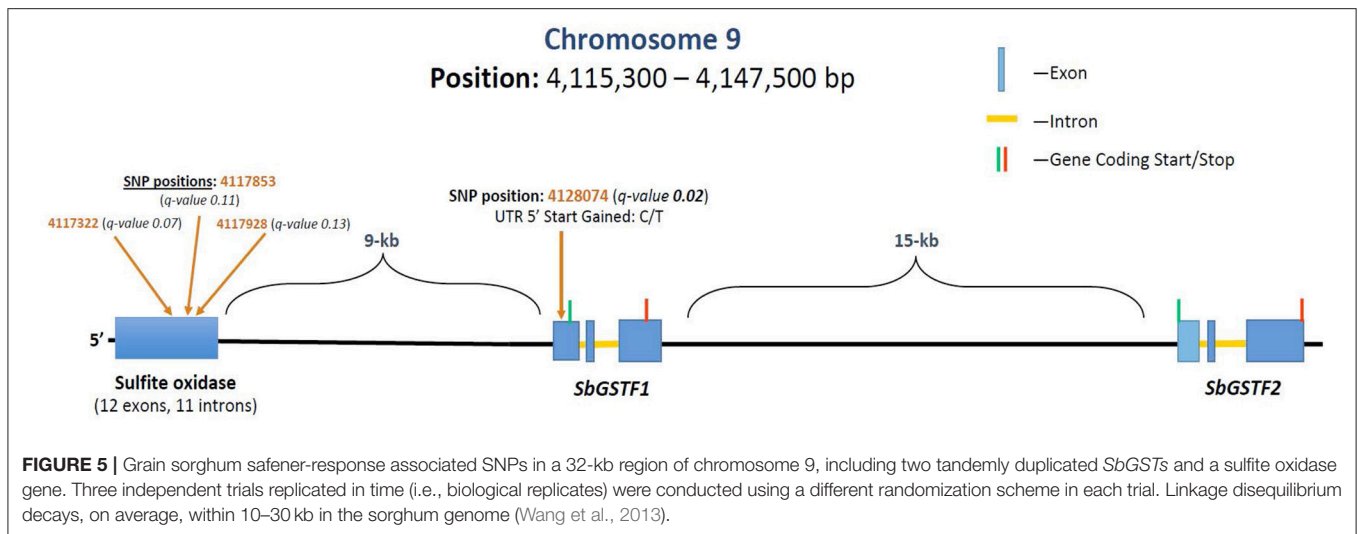 Chromosome 9
Position: 4,115,300 – 4,147,500 bp
—Exon
—Intron
—Gene Coding Start/Stop
SNP positions: 4117853
(q-value 0.11)
4117322 (q-value 0.07)
4117928 (q-value 0.13)
SNP position: 4128074 (q-value 0.02)
UTR 5' Start Gained: C/T
9-kb
15-kb
5'
Sulfite oxidase
(12 exons, 11 introns)
SbGSTF1
SbGSTF2
FIGURE 5 | Grain sorghum safener-response associated SNPs in a 32-kb region of chromosome 9, including two tandemly duplicated SbGSTs and a sulfite oxidase
gene. Three independent trials replicated in time (i.e., biological replicates) were conducted using a different randomization scheme in each trial. Linkage disequilibrium
decays, on average, within 10–30 kb in the sorghum genome (Wang et al., 2013).